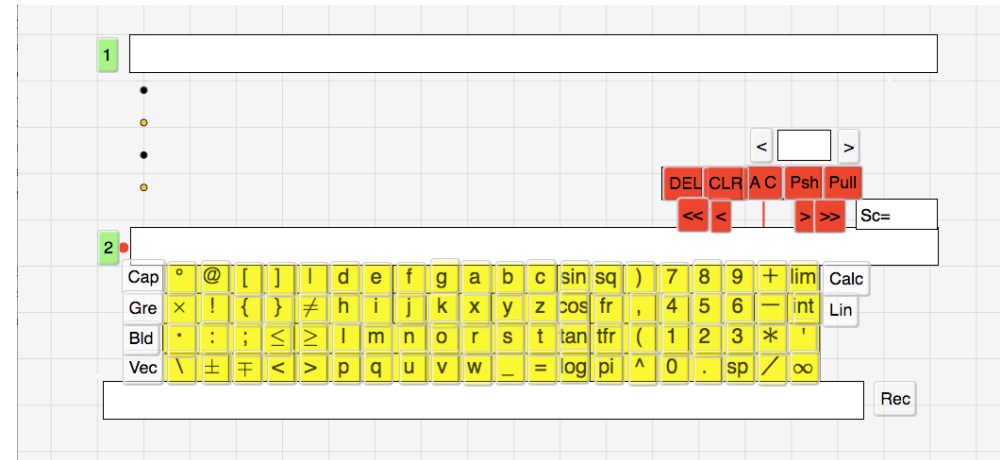 1
< >
DEL CLR A C Psh Pull
<< < > >> Sc=
2
Cap ° @ [ ] | d e f g a b c sin sq ) 7 8 9 + lim Calc
Gre × ! { } ≠ h i j k x y z cos fr , 4 5 6 — int Lin
Bld · : ; ≤ ≥ l m n o r s t tan tfr ( 1 2 3 * '
Vec \ ± ∓ < > p q u v w _ = log pi ^ 0 . sp / ∞
Rec